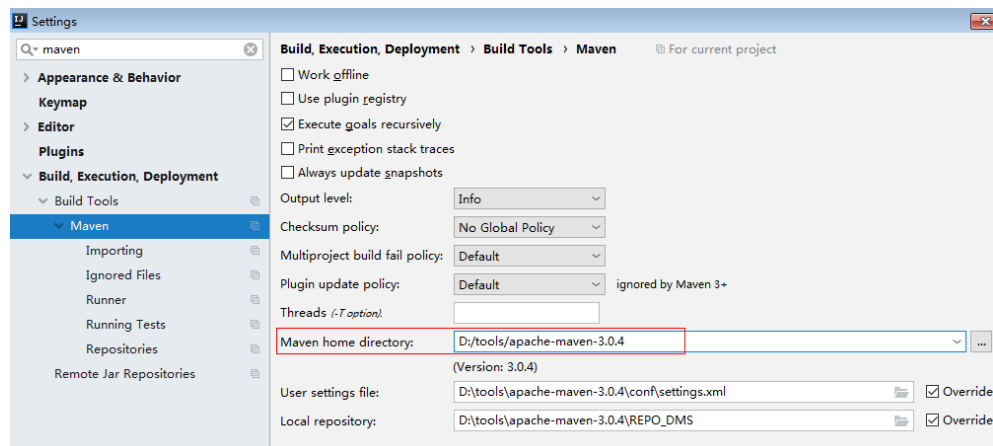 Settings
maven
Build, Execution, Deployment › Build Tools › Maven For current project
Appearance & Behavior
Keymap
Editor
Plugins
Build, Execution, Deployment
Build Tools
Maven
Importing
Ignored Files
Runner
Running Tests
Repositories
Remote Jar Repositories
Work offline
Use plugin registry
Execute goals recursively
Print exception stack traces
Always update snapshots
Output level: Info
Checksum policy: No Global Policy
Multiproject build fail policy: Default
Plugin update policy: Default ignored by Maven 3+
Threads (-T option).
Maven home directory: D:/tools/apache-maven-3.0.4 ...
(Version: 3.0.4)
User settings file: D:\tools\apache-maven-3.0.4\conf\settings.xml Override
Local repository: D:\tools\apache-maven-3.0.4\REPO_DMS Override